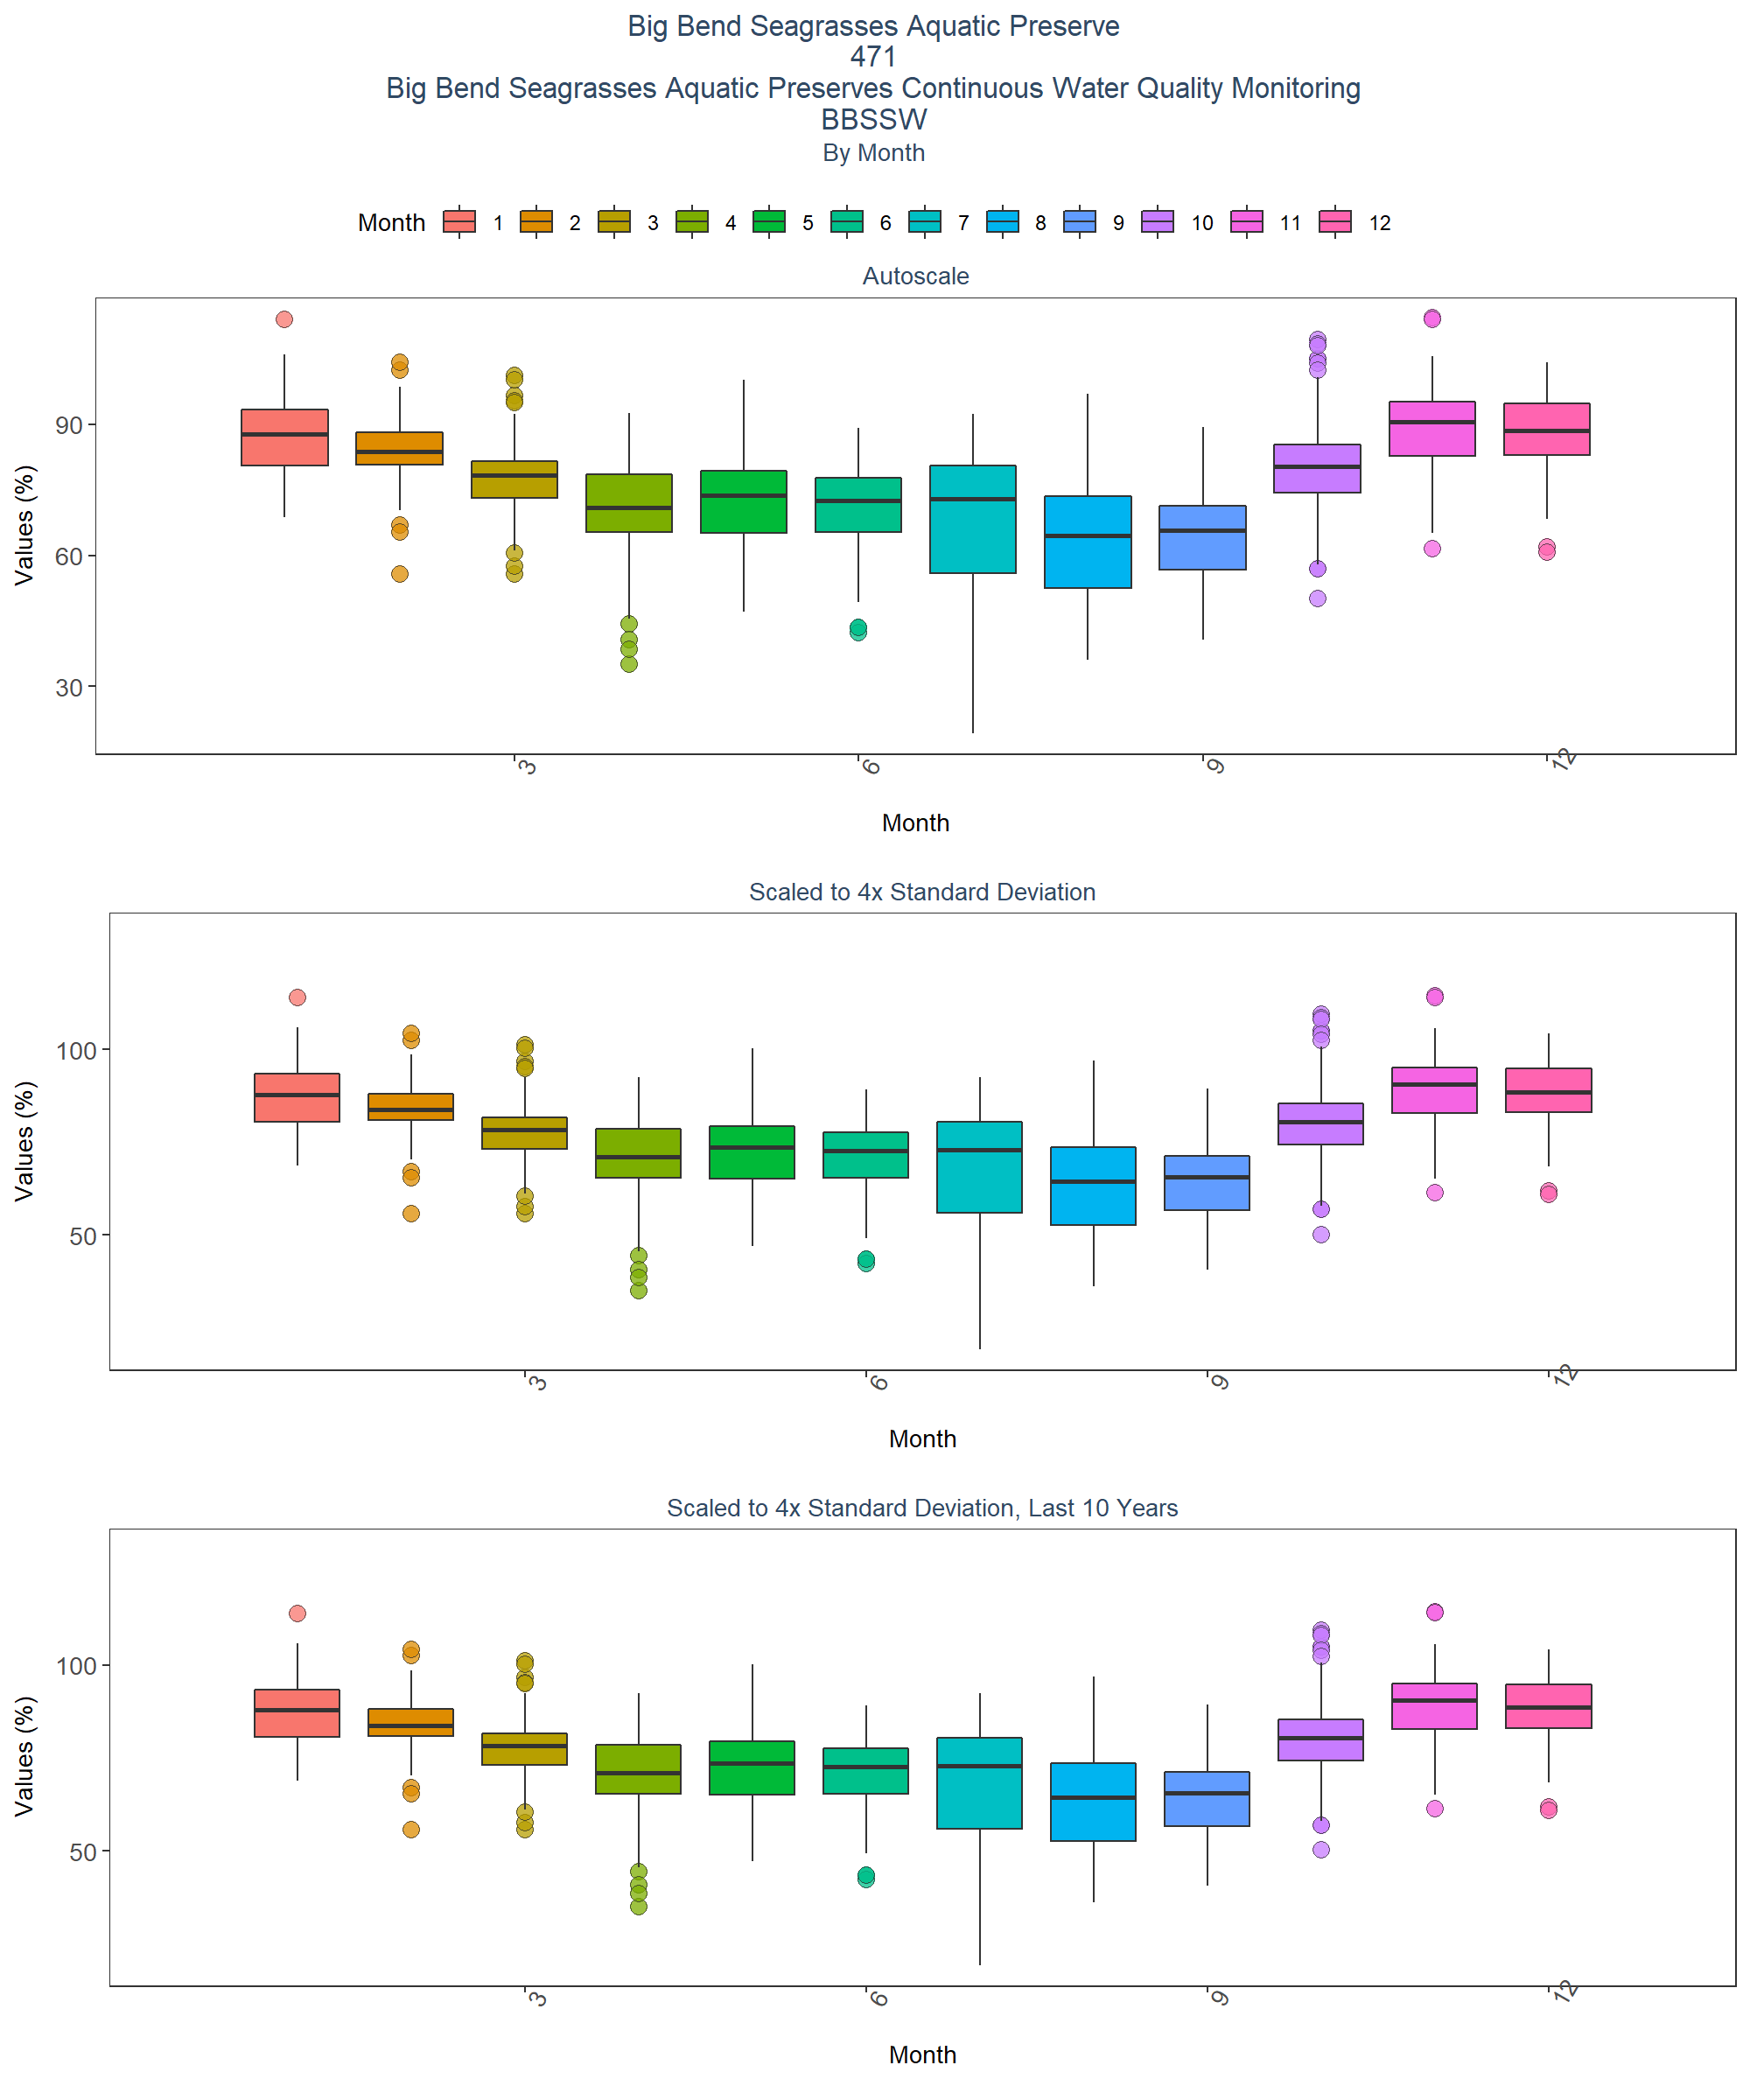 Big Bend Seagrasses Aquatic Preserve
471
Big Bend Seagrasses Aquatic Preserves Continuous Water Quality Monitoring
BBSSW
By Month
Month 1 2 3 4 5 6 7 8 9 10 11 12
Autoscale
Values (%)
90
60
30
3 6 9 12
Month
Scaled to 4x Standard Deviation
Values (%)
100
50
3 6 9 12
Month
Scaled to 4x Standard Deviation, Last 10 Years
Values (%)
100
50
3 6 9 12
Month